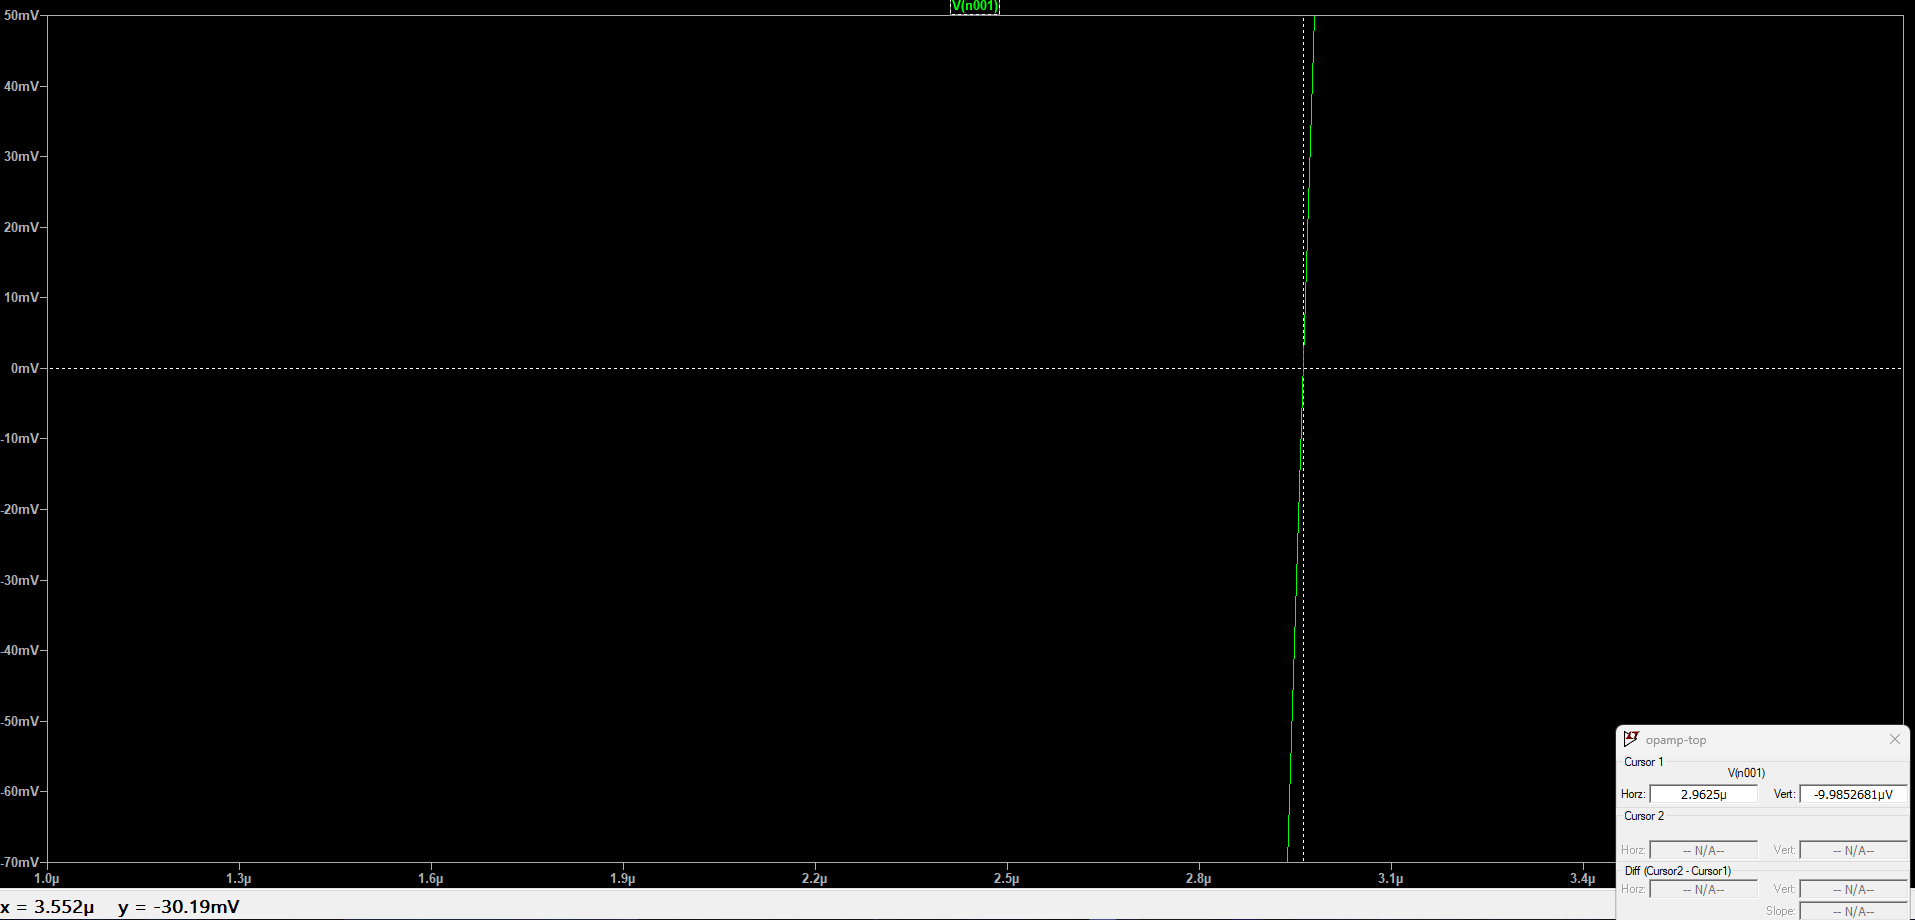 V(n001)
50mV
40mV
30mV
20mV
10mV
0mV
-10mV
-20mV
-30mV
-40mV
-50mV
-60mV
-70mV
1.0µ 1.3µ 1.6µ 1.9µ 2.2µ 2.5µ 2.8µ 3.1µ 3.4µ
opamp-top
Cursor 1
V(n001)
Horz: 2.9625µ Vert: -9.9852681µV
Cursor 2
Horz: -- N/A-- Vert: -- N/A--
Diff (Cursor2 - Cursor1)
Horz: -- N/A-- Vert: -- N/A--
Slope: -- N/A--
x = 3.552µ y = -30.19mV